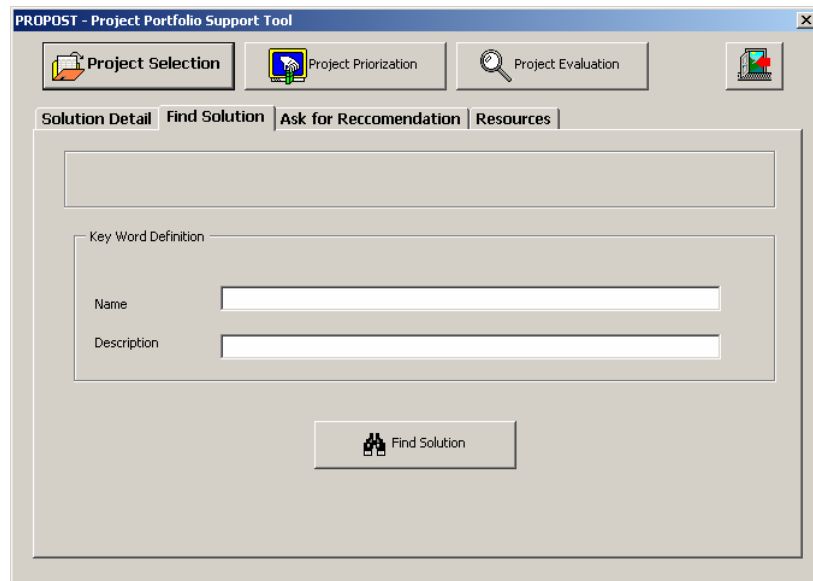 PROPOST - Project Portfolio Support Tool
Project Selection
Project Priorization
Project Evaluation
Solution Detail
Find Solution
Ask for Reccomendation
Resources
Key Word Definition
Name
Description
Find Solution